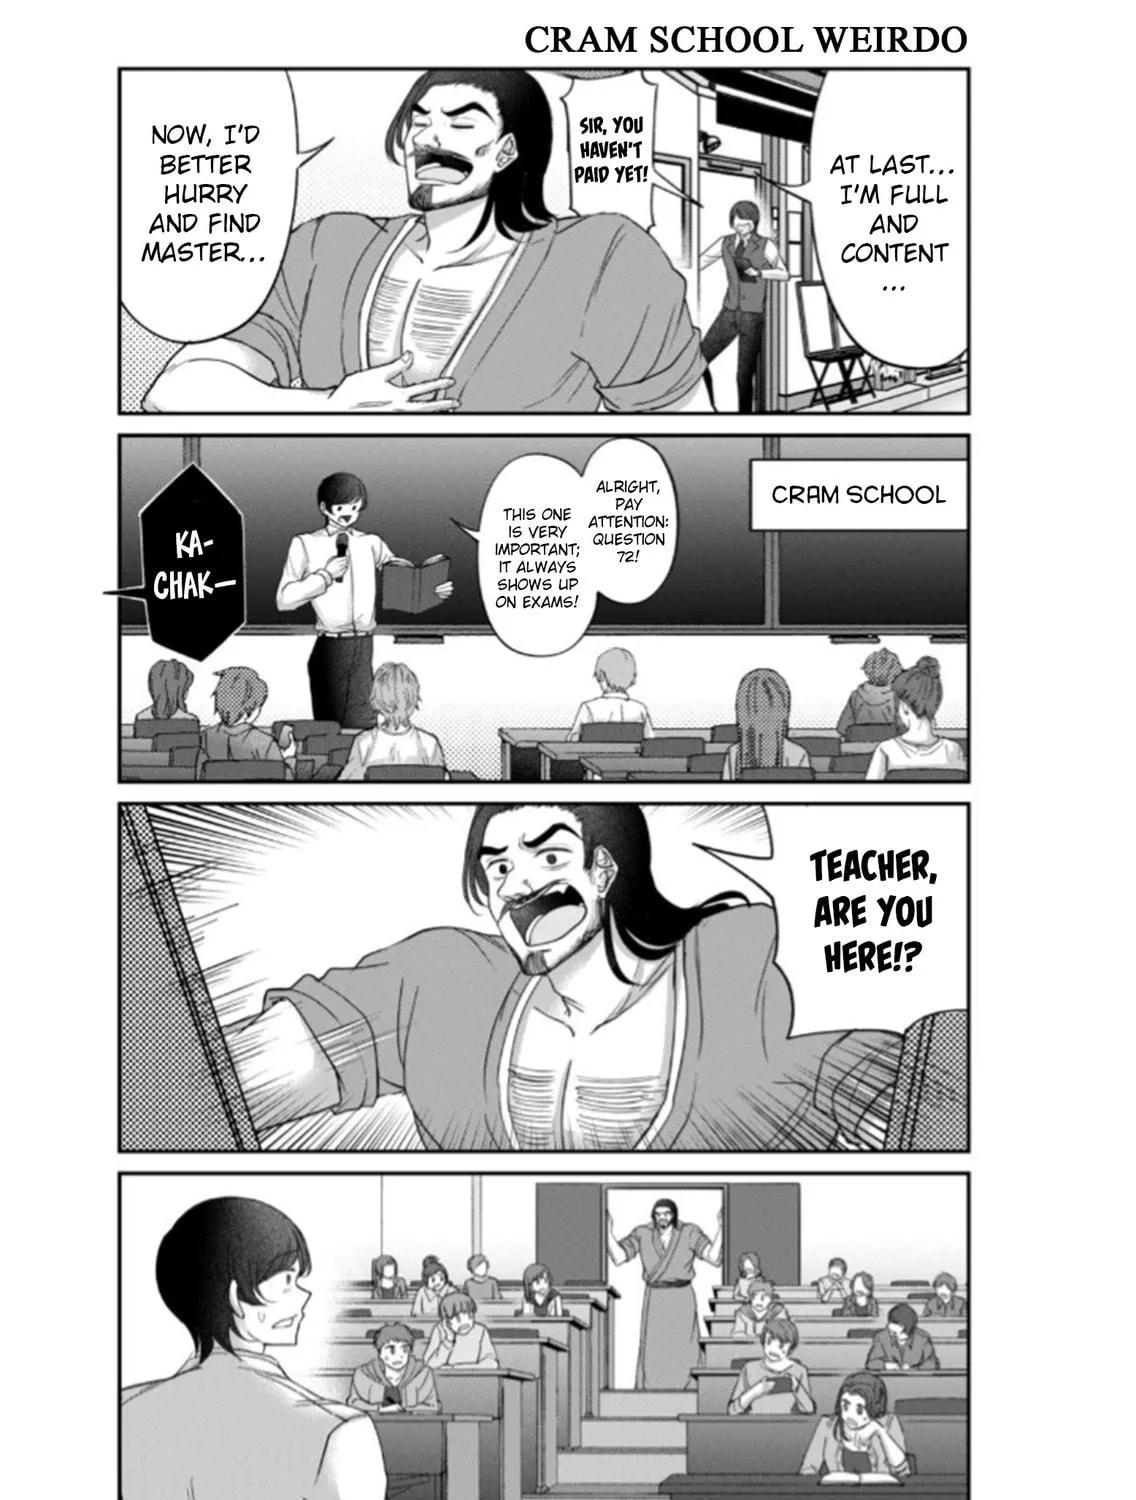 CRAM SCHOOL WEIRDO
AT LAST...
I'M FULL
AND
CONTENT
...
SIR, YOU
HAVEN'T
PAID YET!
NOW, I'D
BETTER
HURRY
AND FIND
MASTER...
CRAM SCHOOL
ALRIGHT,
PAY
ATTENTION:
QUESTION
72!
THIS ONE
IS VERY
IMPORTANT;
IT ALWAYS
SHOWS UP
ON EXAMS!
KA-
CHAK—
TEACHER,
ARE YOU
HERE!?